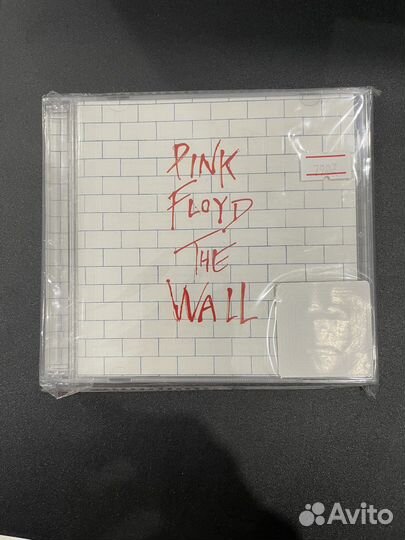 PINK
FLOYD
THE
WALL
Avito